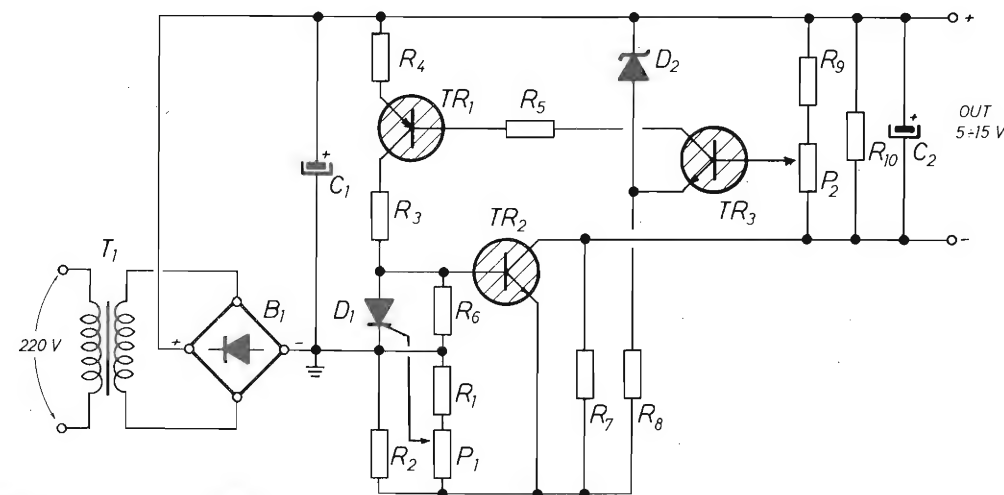 +
R4
D2
R9
TR1
R5
OUT
5÷15 V
+
C1
R10
+
C2
P2
R3
TR2
TR3
-
T1
D1
R6
B1
220 V
+
-
R1
R7
R8
R2
P1